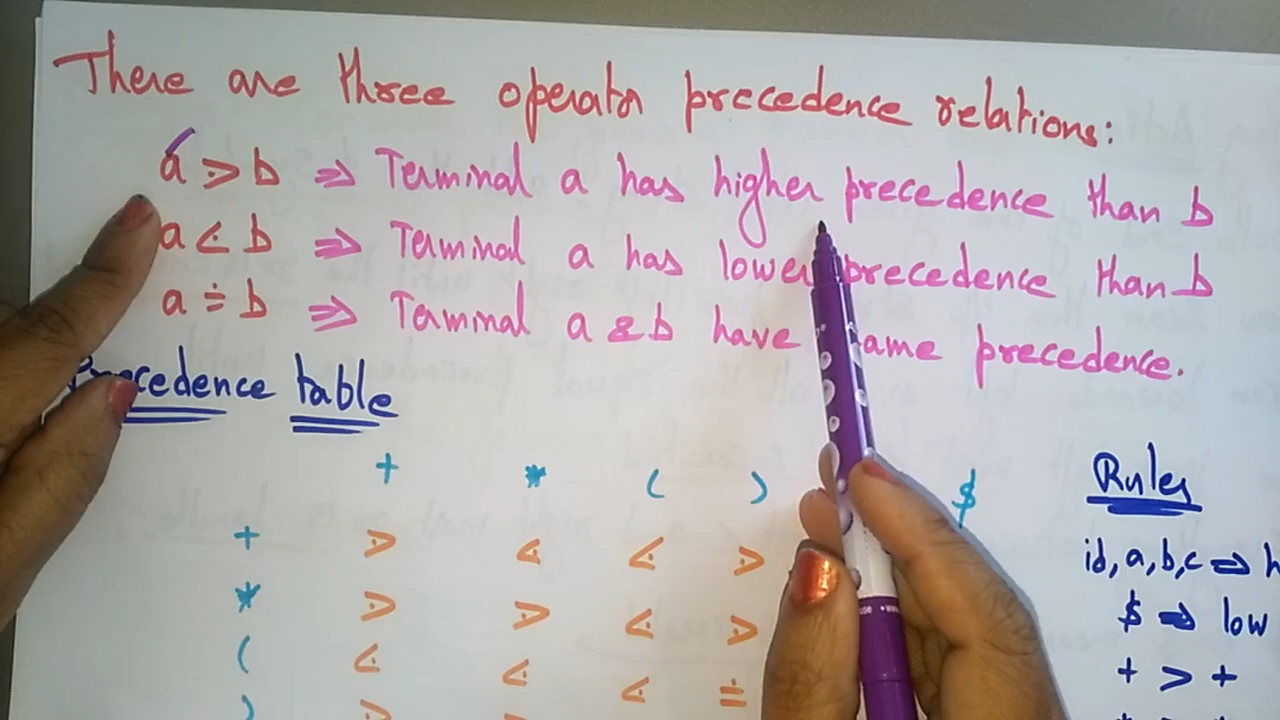 There are three operator precedence relations:
a ⋗ b ⇒ Terminal a has higher precedence than b
a ⋖ b ⇒ Terminal a has lower precedence than b
a ≐ b ⇒ Terminal a & b have same precedence.
Precedence table
+ * ( ) $
+ ⋗ ⋖ ⋖ ⋗
* ⋗ ⋗ ⋖ ⋗
( ⋖ ⋖ ⋖ ≐
) ⋗
Rules
id, a, b, c ⇒ h
$ ⇒ low
+ > +